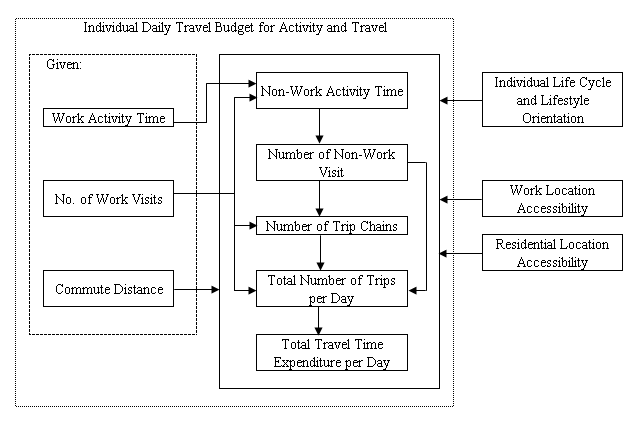 Individual Daily Travel Budget for Activity and Travel
Given:
Work Activity Time
No. of Work Visits
Commute Distance
Non-Work Activity Time
Number of Non-Work
Visit
Number of Trip Chains
Total Number of Trips
per Day
Total Travel Time
Expenditure per Day
Individual Life Cycle
and Lifestyle
Orientation
Work Location
Accessibility
Residential Location
Accessibility